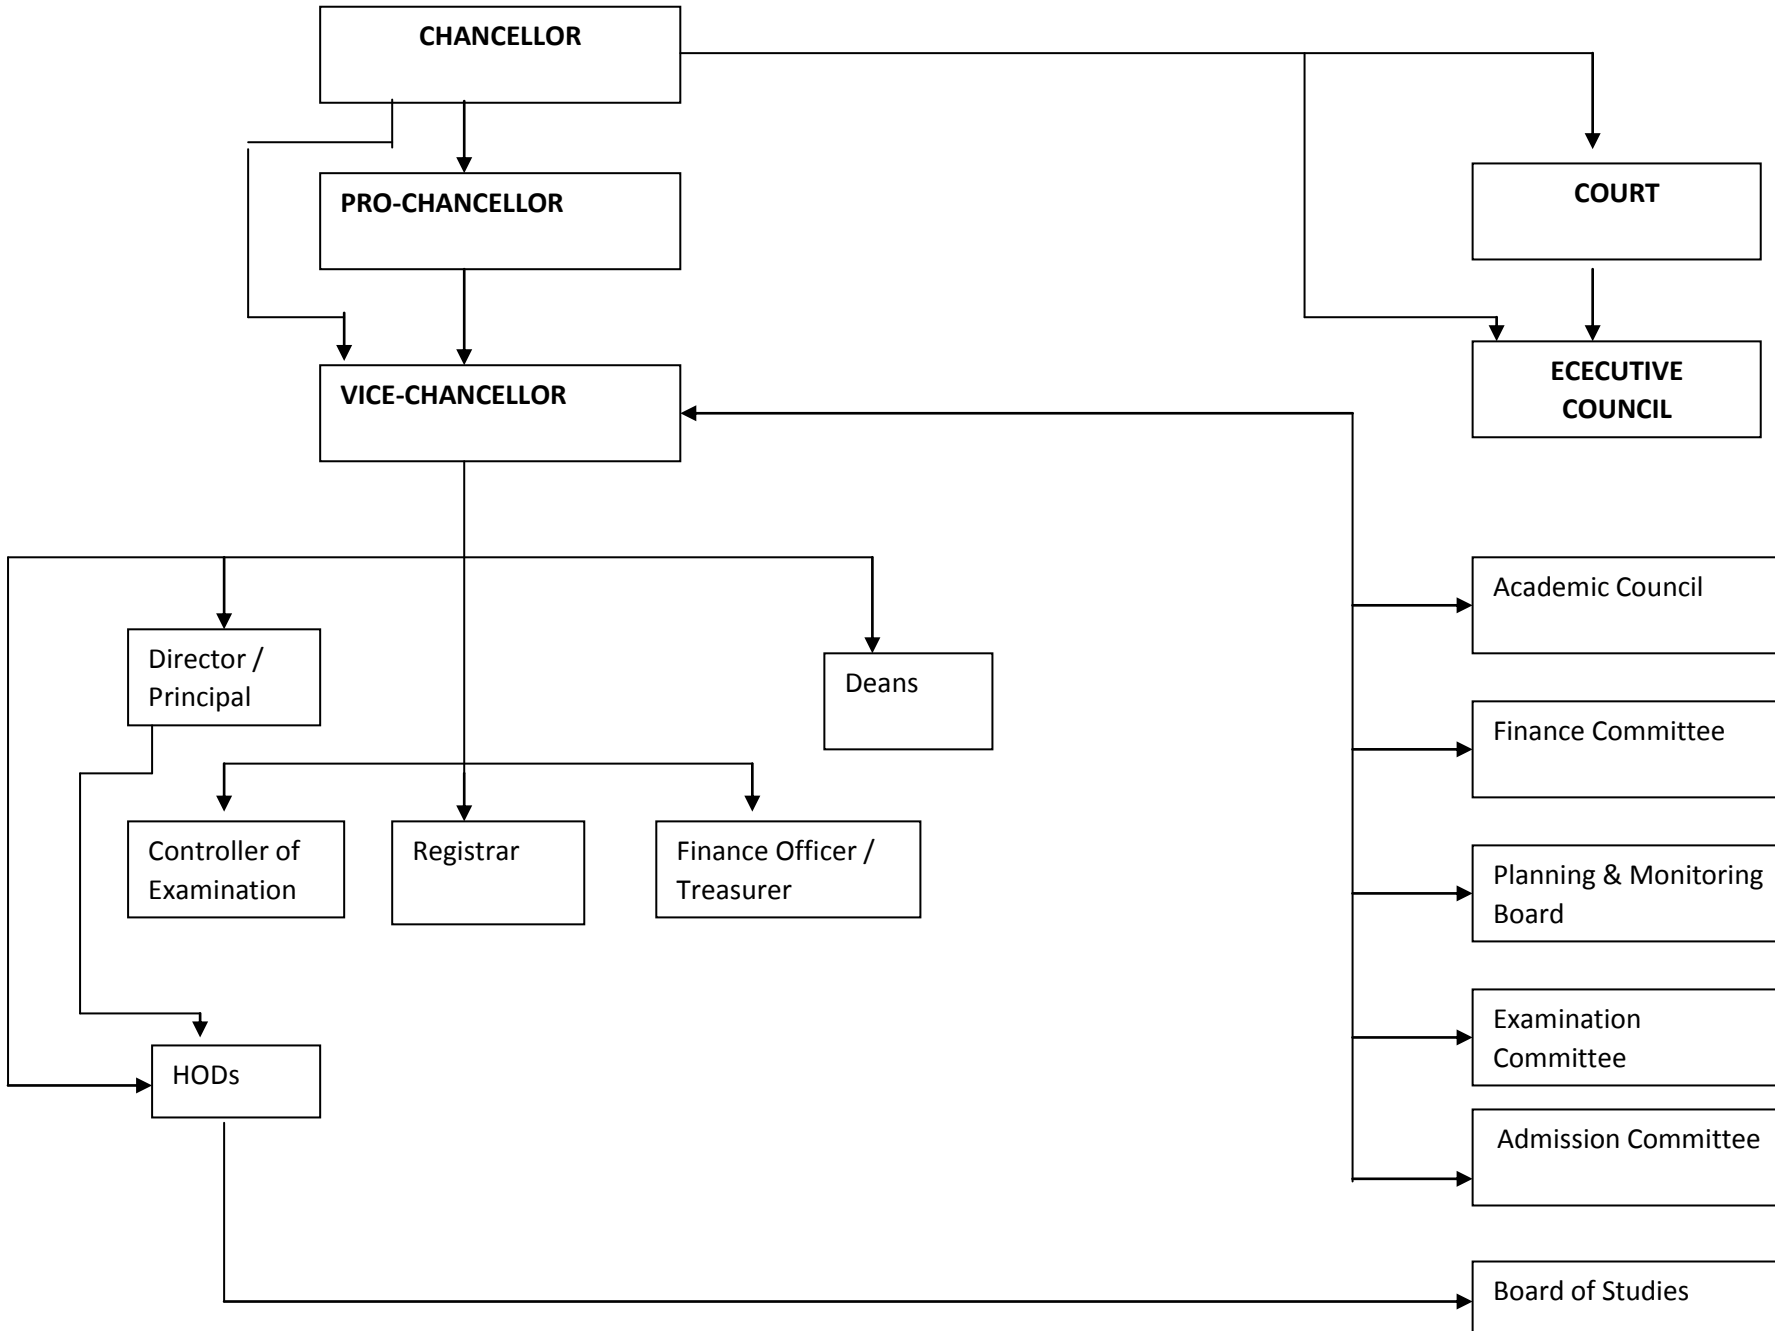 CHANCELLOR
PRO-CHANCELLOR
COURT
VICE-CHANCELLOR
ECECUTIVE
COUNCIL
Academic Council
Director /
Principal
Deans
Finance Committee
Controller of
Examination
Registrar
Finance Officer /
Treasurer
Planning & Monitoring
Board
Examination
Committee
HODs
Admission Committee
Board of Studies